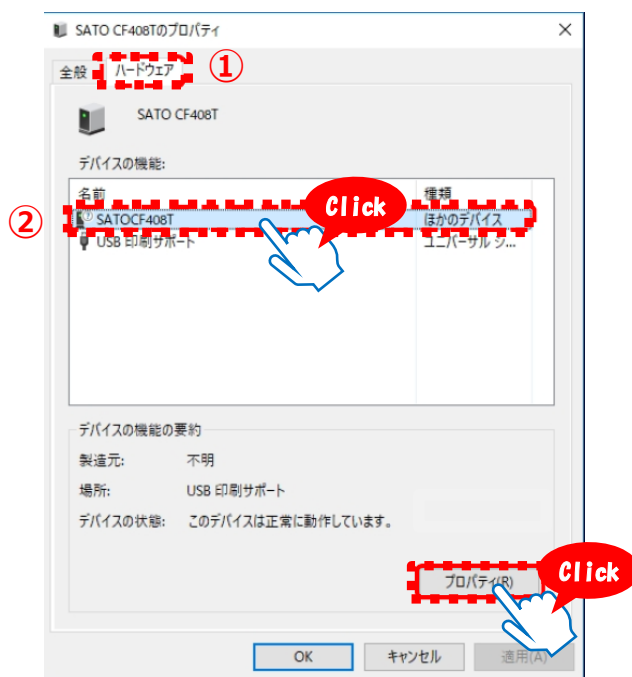 SATO CF408Tのプロパティ
全般 ハードウェア ①
SATO CF408T
デバイスの機能:
名前 種類
② SATOCF408T Click ほかのデバイス
USB 印刷サポート ユニバーサル シ...
デバイスの機能の要約
製造元: 不明
場所: USB 印刷サポート
デバイスの状態: このデバイスは正常に動作しています。
プロパティ(R) Click
OK キャンセル 適用(A)